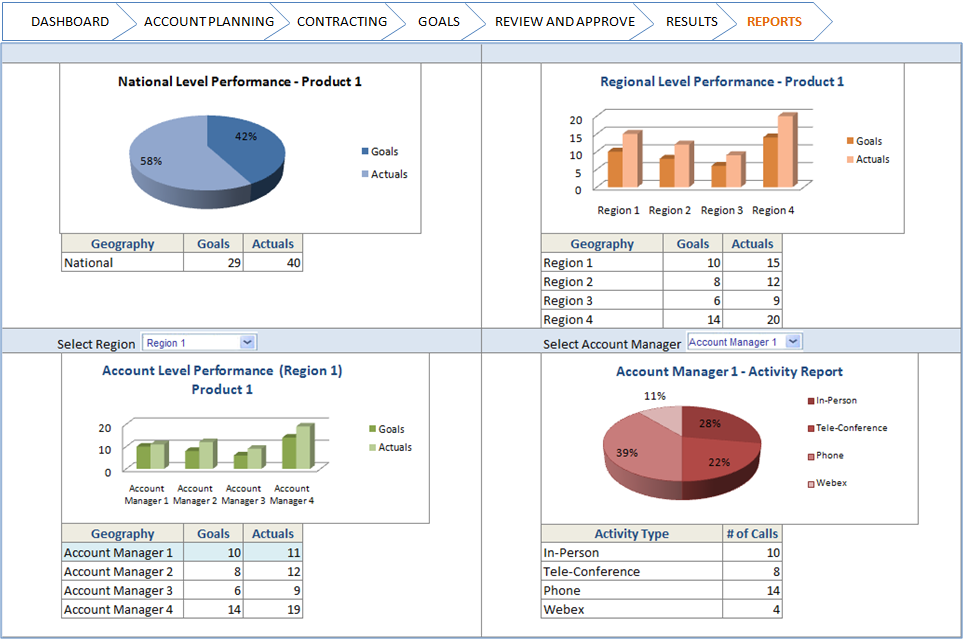 DASHBOARD ACCOUNT PLANNING CONTRACTING GOALS REVIEW AND APPROVE RESULTS REPORTS
National Level Performance - Product 1
42%
58%
Goals
Actuals
Geography Goals Actuals
National 29 40
Regional Level Performance - Product 1
20
15
10
5
0
Region 1 Region 2 Region 3 Region 4
Goals
Actuals
Geography Goals Actuals
Region 1 10 15
Region 2 8 12
Region 3 6 9
Region 4 14 20
Select Region Region 1
Account Level Performance (Region 1)
Product 1
20
10
0
Account Account Account Account
Manager 1 Manager 2 Manager 3 Manager 4
Goals
Actuals
Geography Goals Actuals
Account Manager 1 10 11
Account Manager 2 8 12
Account Manager 3 6 9
Account Manager 4 14 19
Select Account Manager Account Manager 1
Account Manager 1 - Activity Report
11%
28%
39%
22%
In-Person
Tele-Conference
Phone
Webex
Activity Type # of Calls
In-Person 10
Tele-Conference 8
Phone 14
Webex 4